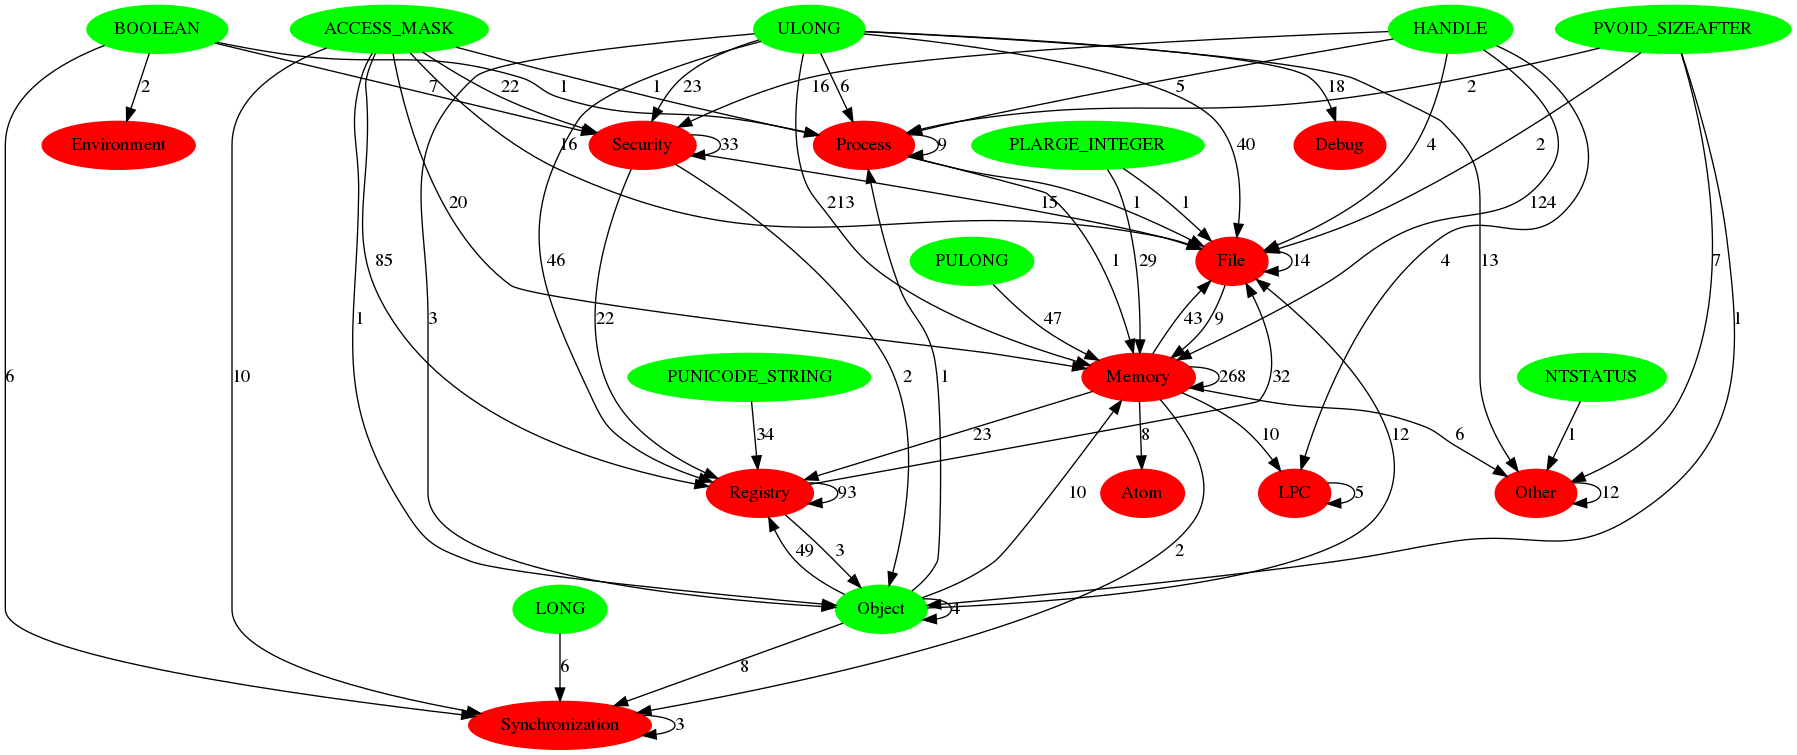 BOOLEAN
ACCESS_MASK
ULONG
HANDLE
PVOID_SIZEAFTER
2
7
22
1
1
23
6
16
5
18
2
Environment
Security
33
Process
9
PLARGE_INTEGER
Debug
16
40
4
2
20
213
15
1
1
124
85
46
PULONG
1
29
File
14
4
13
7
1
3
22
47
43
9
6
10
1
PUNICODE_STRING
2
1
Memory
268
32
NTSTATUS
34
23
8
10
12
6
1
Registry
93
Atom
LPC
5
Other
12
49
3
10
2
LONG
Object
4
6
8
Synchronization
3